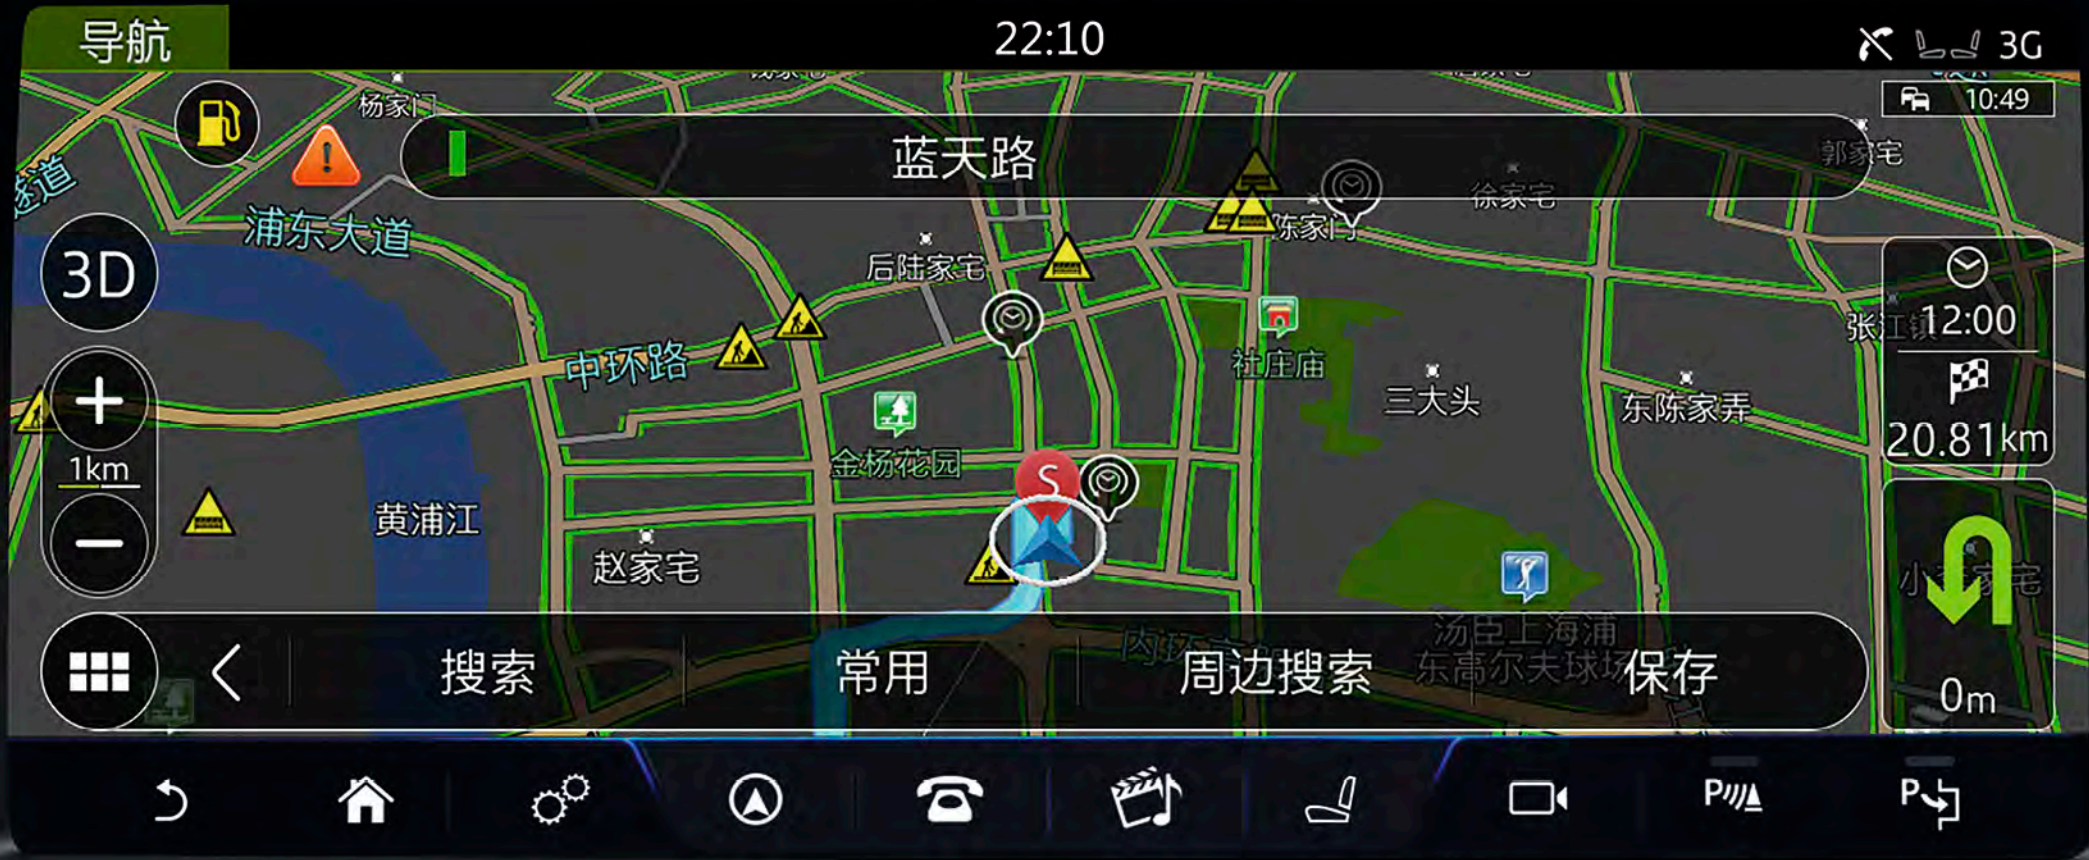 导航
22:10
3G
10:49
杨家门
蓝天路
郭家宅
徐家宅
隧道
浦东大道
陈家门
3D
后陆家宅
12:00
张江镇
中环路
社庄庙
三大头
东陈家弄
20.81km
1km
金杨花园
S
黄浦江
赵家宅
汤臣上海浦
东高尔夫球场
搜索
常用
周边搜索
保存
0m
P
P